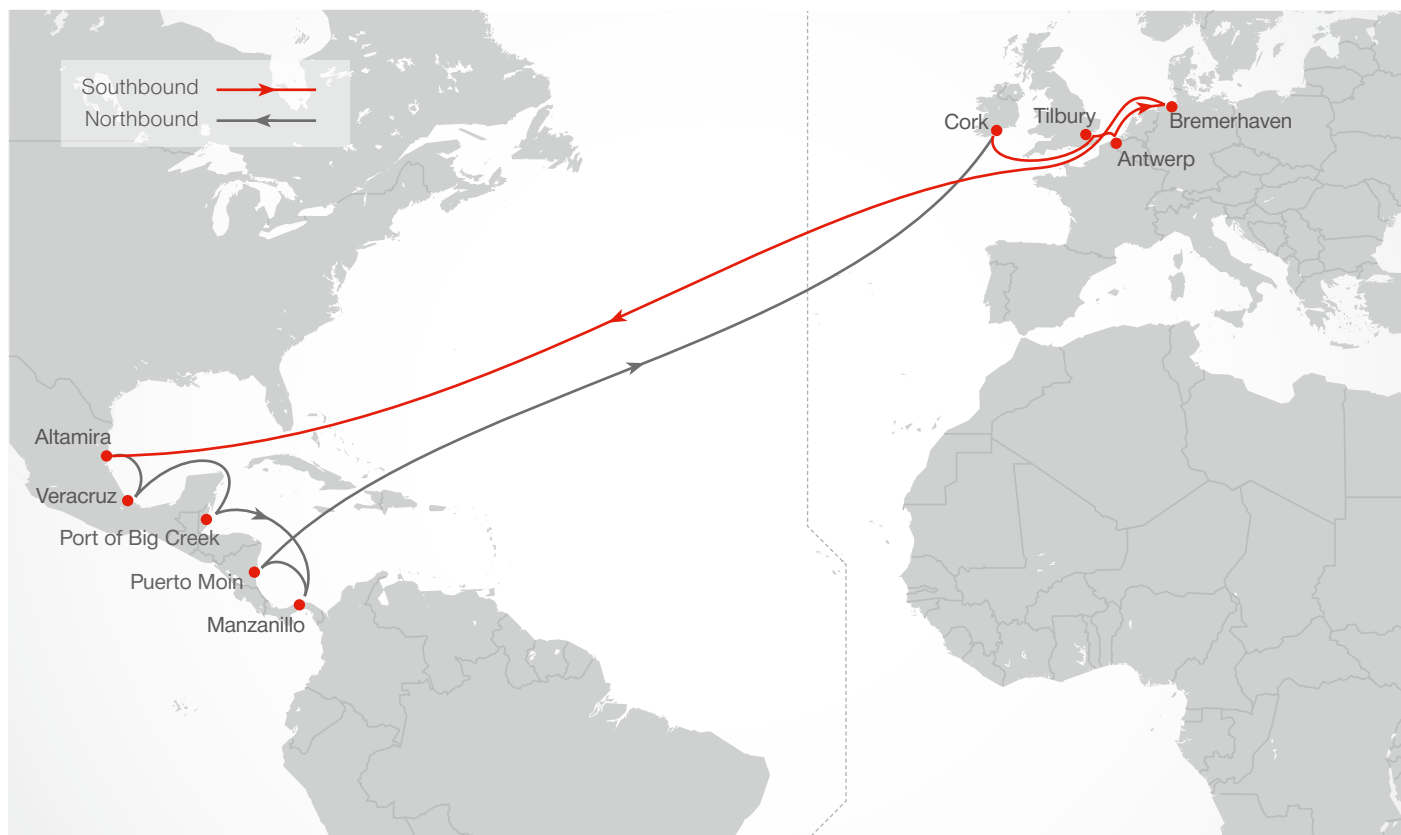 Southbound
Northbound
Cork
Tilbury
Bremerhaven
Antwerp
Altamira
Veracruz
Port of Big Creek
Puerto Moin
Manzanillo